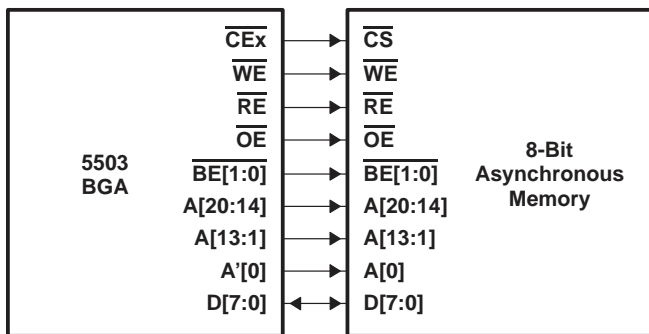 CEx CS
WE WE
RE RE
OE OE
5503
BGA
BE[1:0] BE[1:0]
A[20:14] A[20:14]
A[13:1] A[13:1]
A'[0] A[0]
D[7:0] D[7:0]
8-Bit
Asynchronous
Memory